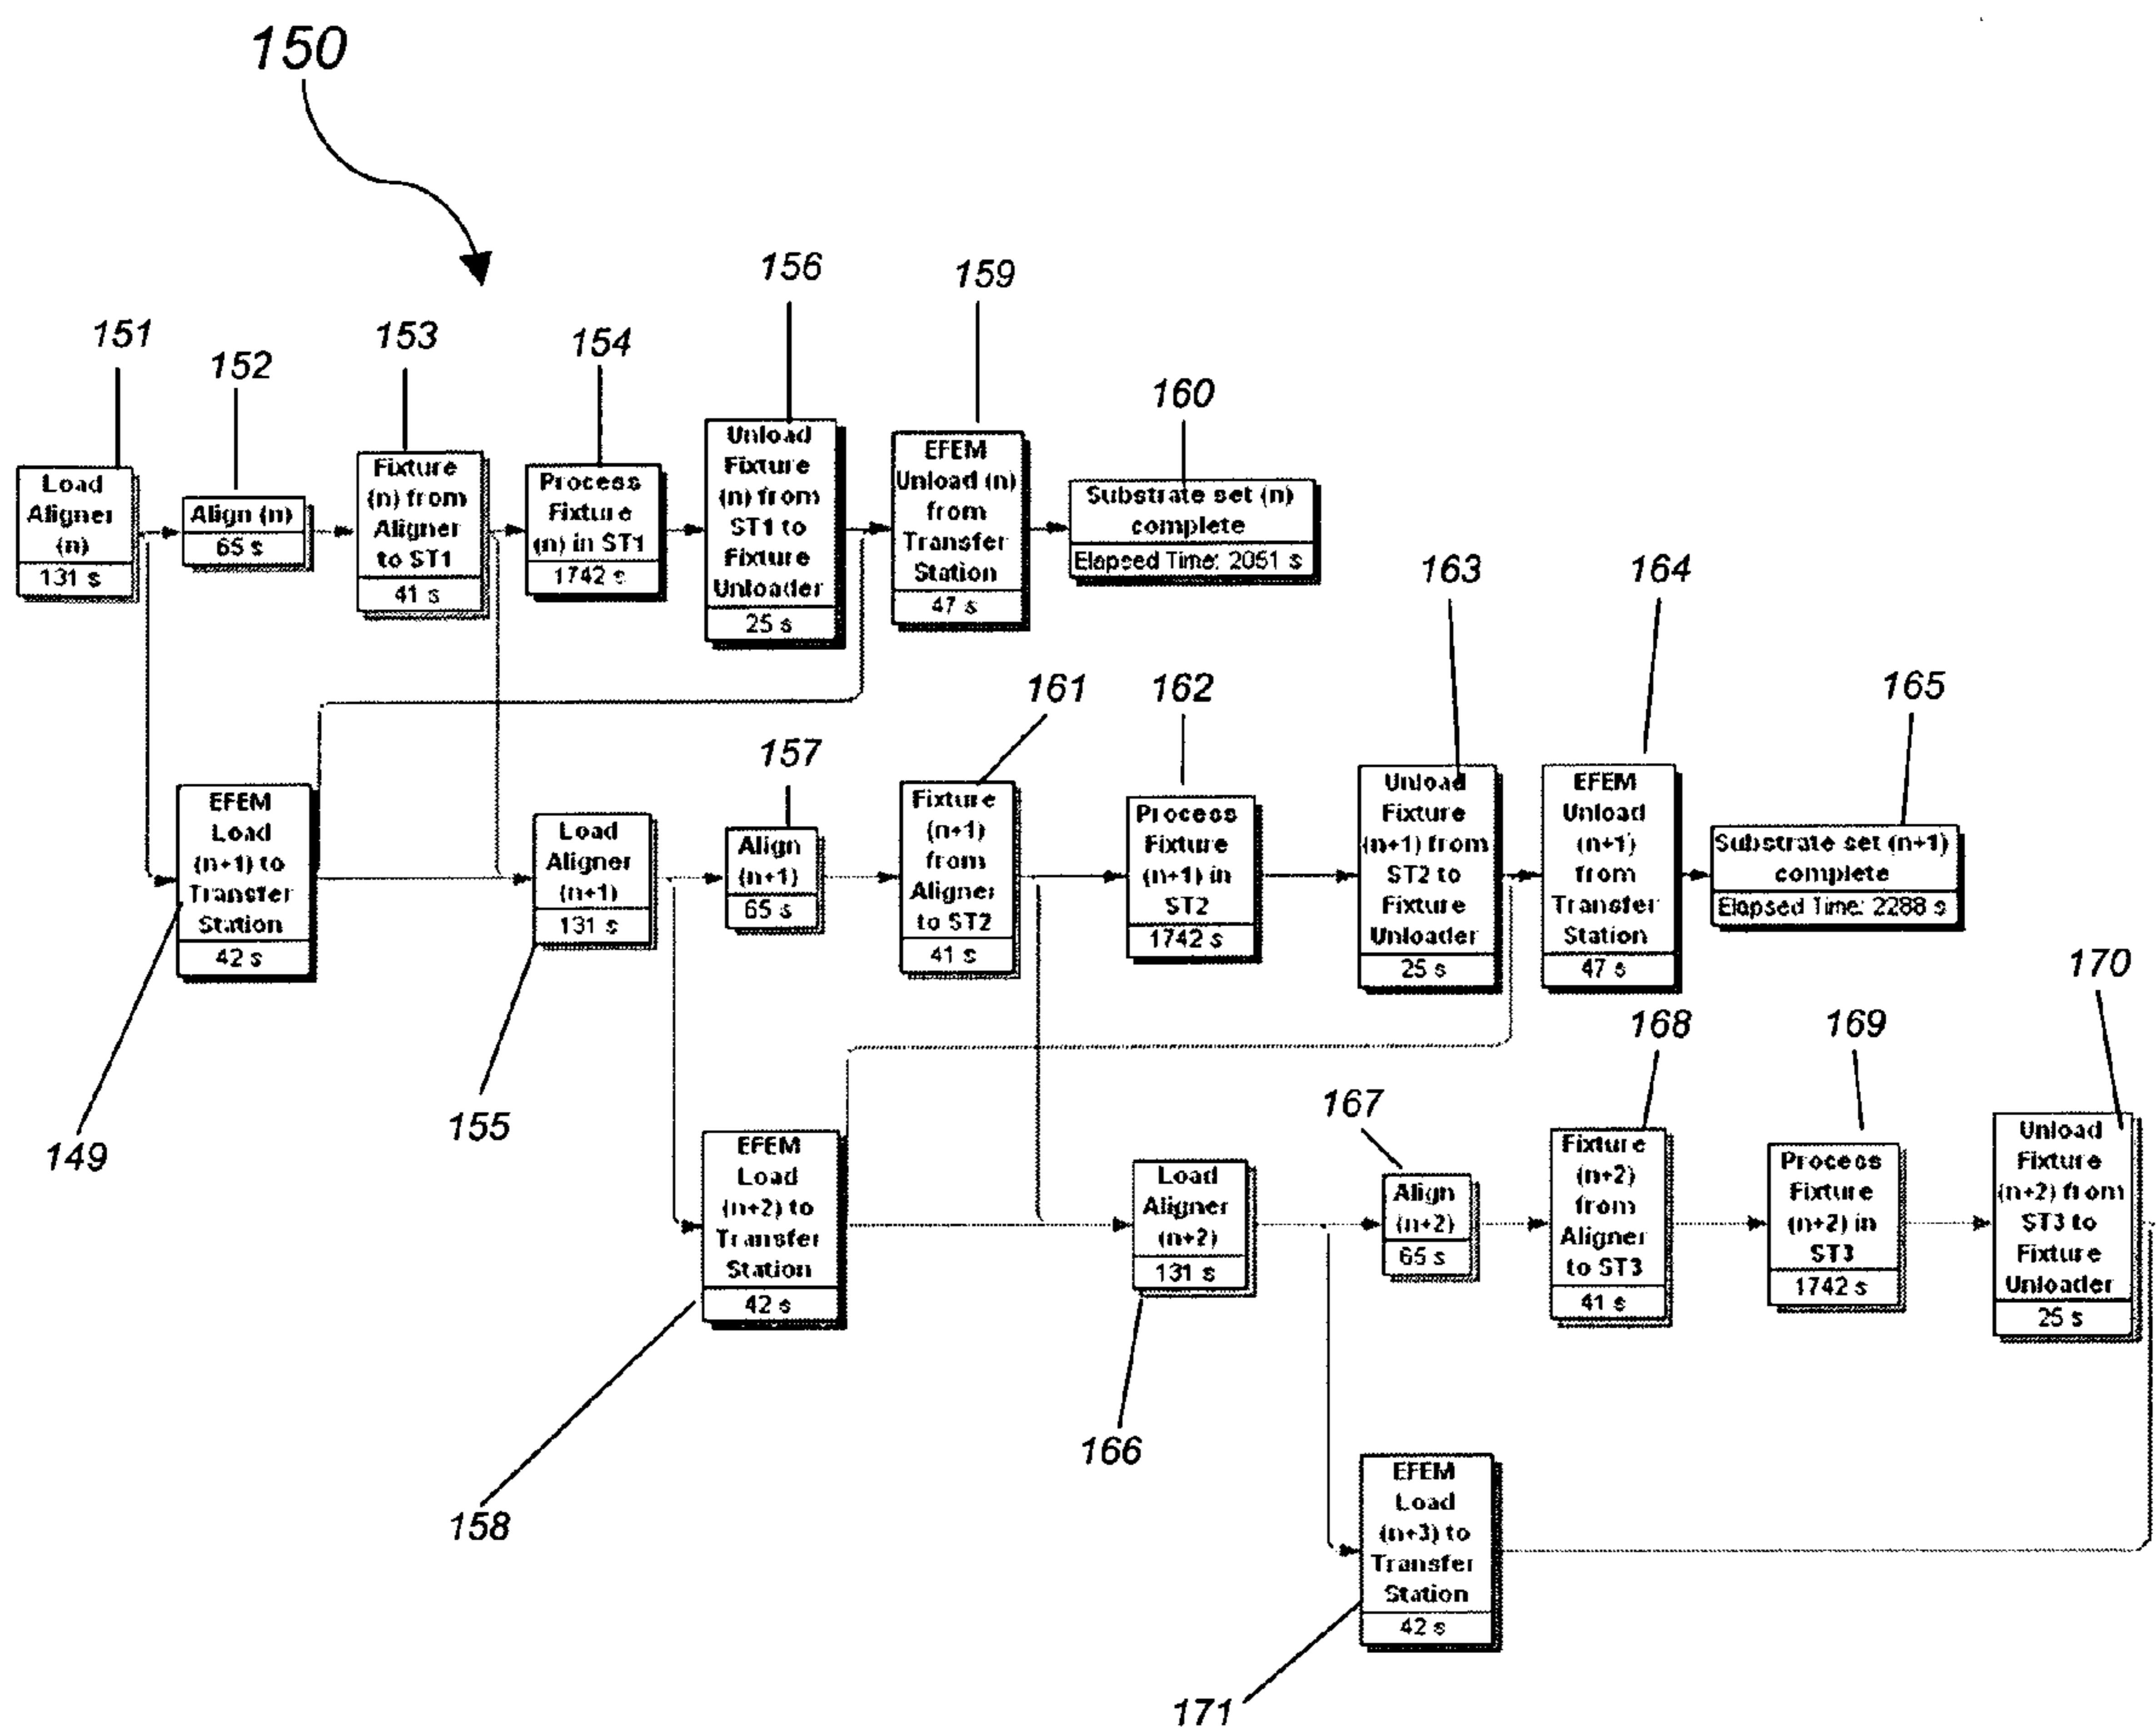 150
156
159
151
152
153
154
160
Load
Aligner
(n)
131 s
Align (n)
65 s
Fixture
(n) from
Aligner
to ST1
41 s
Process
Fixture
(n) in ST1
1742 s
Unload
Fixture
(n) from
ST1 to
Fixture
Unloader
25 s
EFEM
Unload (n)
from
Transfer
Station
47 s
Substrate set (n)
complete
Elapsed Time: 2051 s
163
164
161
162
165
157
EFEM
Load
(n+1) to
Transfer
Station
42 s
Load
Aligner
(n+1)
131 s
Align
(n+1)
65 s
Fixture
(n+1)
from
Aligner
to ST2
41 s
Process
Fixture
(n+1) in
ST2
1742 s
Unload
Fixture
(n+1) from
ST2 to
Fixture
Unloader
25 s
EFEM
Unload
(n+1)
from
Transfer
Station
47 s
Substrate set (n+1)
complete
Elapsed Time: 2288 s
149
155
170
168
169
167
EFEM
Load
(n+2) to
Transfer
Station
42 s
Load
Aligner
(n+2)
131 s
Align
(n+2)
65 s
Fixture
(n+2)
from
Aligner
to ST3
41 s
Process
Fixture
(n+2) in
ST3
1742 s
Unload
Fixture
(n+2) from
ST3 to
Fixture
Unloader
25 s
158
166
EFEM
Load
(n+3) to
Transfer
Station
42 s
171